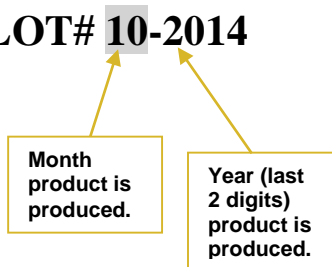 LOT# 10-2014
Month
product is
produced.
Year (last
2 digits)
product is
produced.